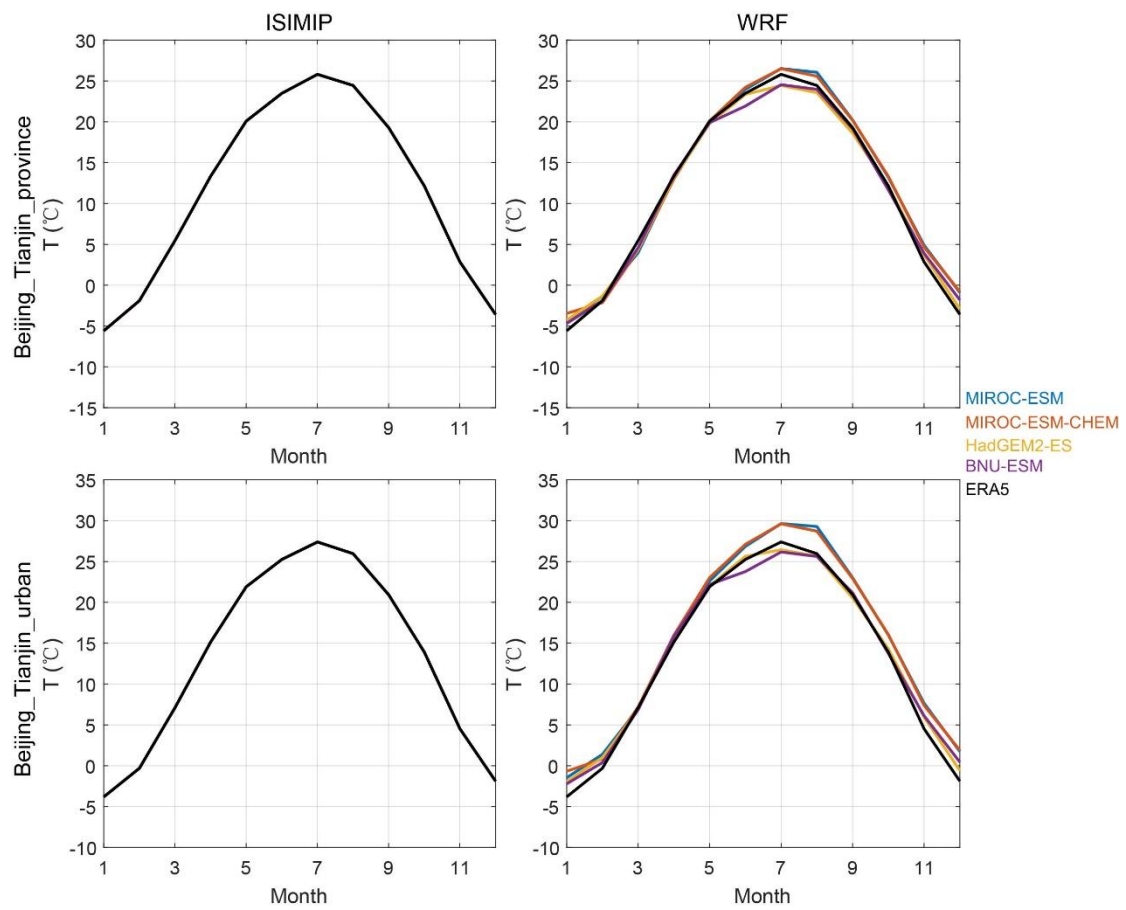 ISIMIP
WRF
Beijing_Tianjin_province
T (℃)
30
25
20
15
10
5
0
-5
-10
-15
1 3 5 7 9 11
Month
T (℃)
30
25
20
15
10
5
0
-5
-10
-15
1 3 5 7 9 11
Month
MIROC-ESM
MIROC-ESM-CHEM
HadGEM2-ES
BNU-ESM
ERA5
Beijing_Tianjin_urban
T (℃)
35
30
25
20
15
10
5
0
-5
-10
1 3 5 7 9 11
Month
T (℃)
35
30
25
20
15
10
5
0
-5
-10
1 3 5 7 9 11
Month